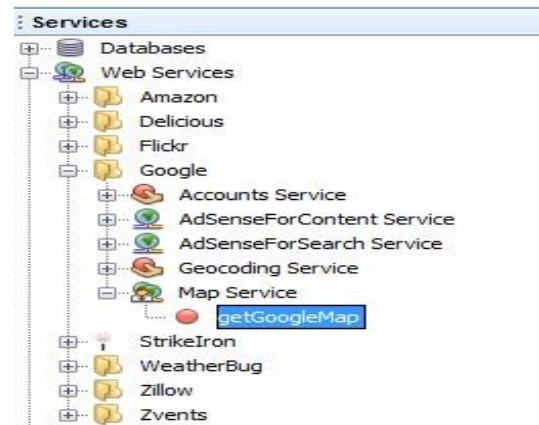 Services
Databases
Web Services
Amazon
Delicious
Flickr
Google
Accounts Service
AdSenseForContent Service
AdSenseForSearch Service
Geocoding Service
Map Service
getGoogleMap
StrikeIron
WeatherBug
Zillow
Zvents